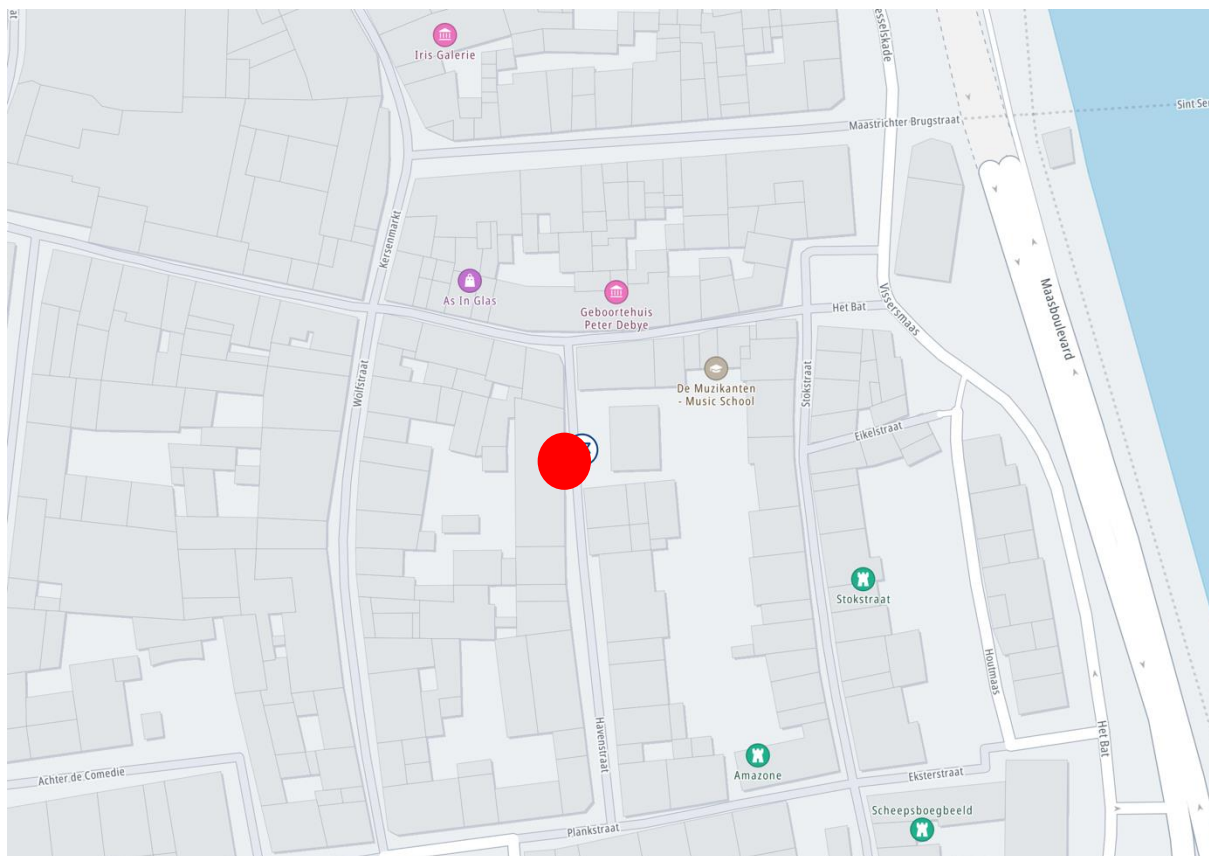 Iris Galerie
esselskade
Maastrichter Brugstraat
Sint Ser
Kersenmarkt
As In Glas
Geboortehuis
Peter Debye
Het Bat
Vissersmaas
Maasboulevard
Wolfstraat
De Muzikanten
- Music School
Stokstraat
Eikelstraat
Stokstraat
Houtmaas
Havenstraat
Het Bat
Achter de Comedie
Amazone
Eksterstraat
Scheepsboegbeeld
Plankstraat